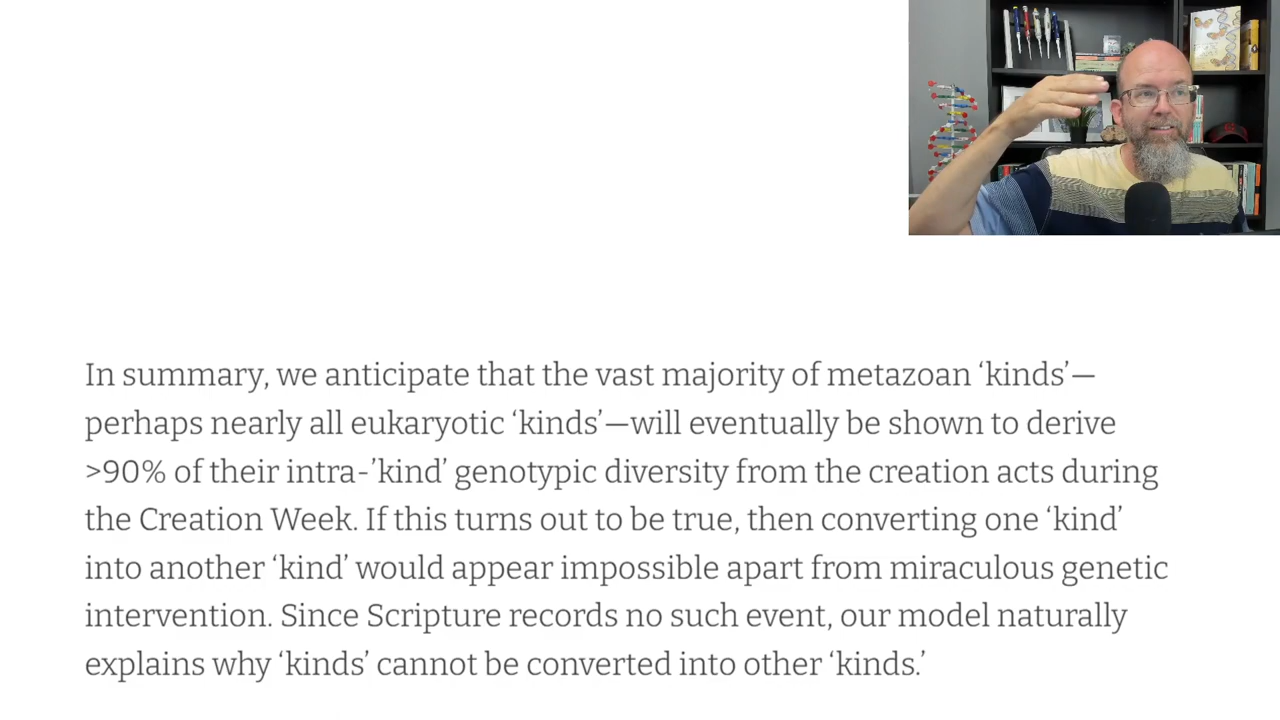 In summary, we anticipate that the vast majority of metazoan ‘kinds’—
perhaps nearly all eukaryotic ‘kinds’—will eventually be shown to derive
>90% of their intra-’kind’ genotypic diversity from the creation acts during
the Creation Week. If this turns out to be true, then converting one ‘kind’
into another ‘kind’ would appear impossible apart from miraculous genetic
intervention. Since Scripture records no such event, our model naturally
explains why ‘kinds’ cannot be converted into other ‘kinds.’